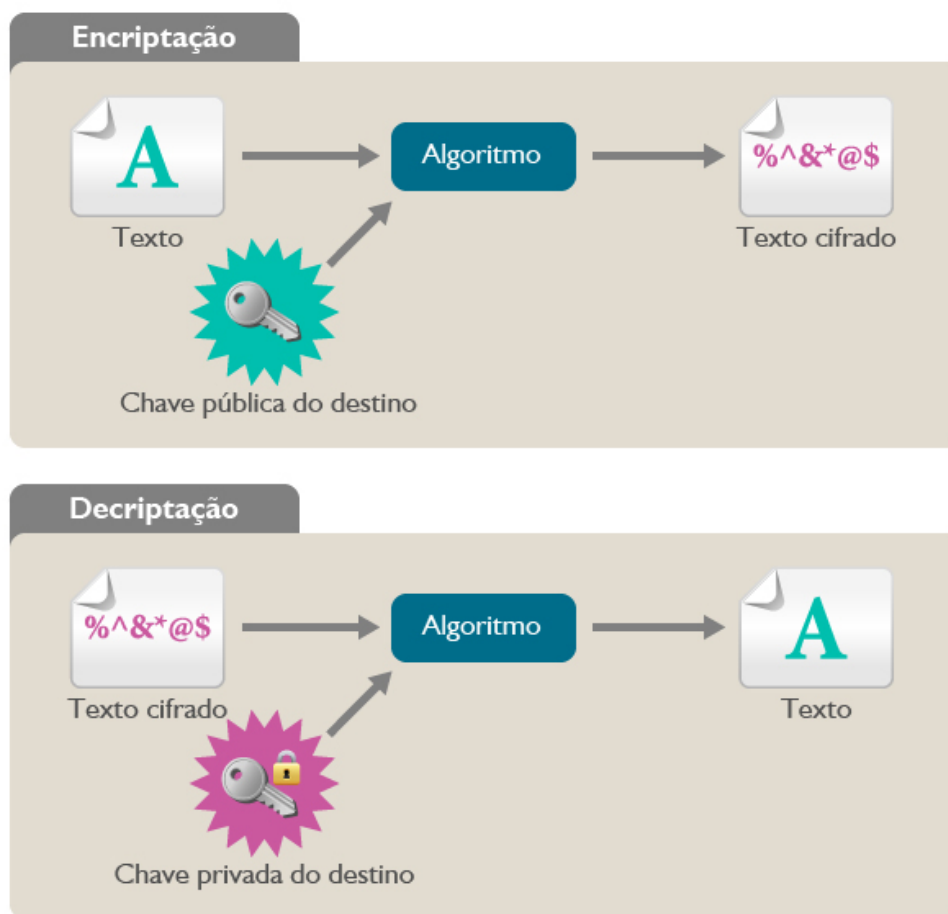 Encriptação
A
Algoritmo
%^&*@$
Texto
Texto cifrado
Chave pública do destino
Decriptação
%^&*@$
Algoritmo
A
Texto cifrado
Texto
Chave privada do destino